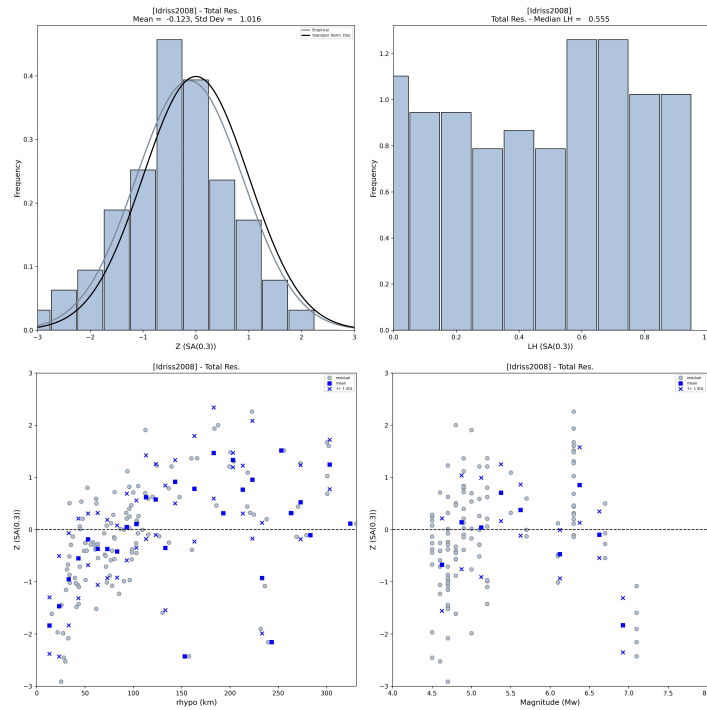 [Idriss2008] - Total Res.
Mean = -0.123, Std Dev = 1.016
Empirical
Standard Norm. Dist.
Frequency
0.4
0.3
0.2
0.1
0.0
−3 −2 −1 0 1 2 3
Z (SA(0.3))
[Idriss2008]
Total Res. - Median LH = 0.555
Frequency
1.2
1.0
0.8
0.6
0.4
0.2
0.0
0.0 0.2 0.4 0.6 0.8 1.0
LH (SA(0.3))
[Idriss2008] - Total Res.
residual
mean
+/- 1 Std.
Z (SA(0.3))
3
2
1
0
−1
−2
−3
0 50 100 150 200 250 300
rhypo (km)
[Idriss2008] - Total Res.
residual
mean
+/- 1 Std.
Z (SA(0.3))
3
2
1
0
−1
−2
−3
4.0 4.5 5.0 5.5 6.0 6.5 7.0 7.5 8.0
Magnitude (Mw)